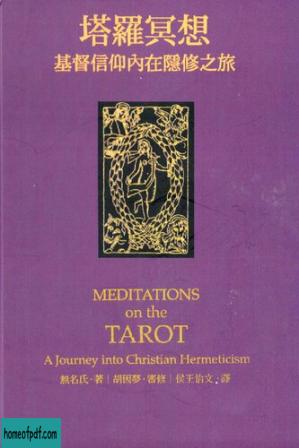 塔羅冥想
基督信仰內在隱修之旅
MEDITATIONS
on the
TAROT
A Journey into Christian Hermeticism
無名氏·著|胡因夢·審修|侯王怡文·譯
homeofpdf.com